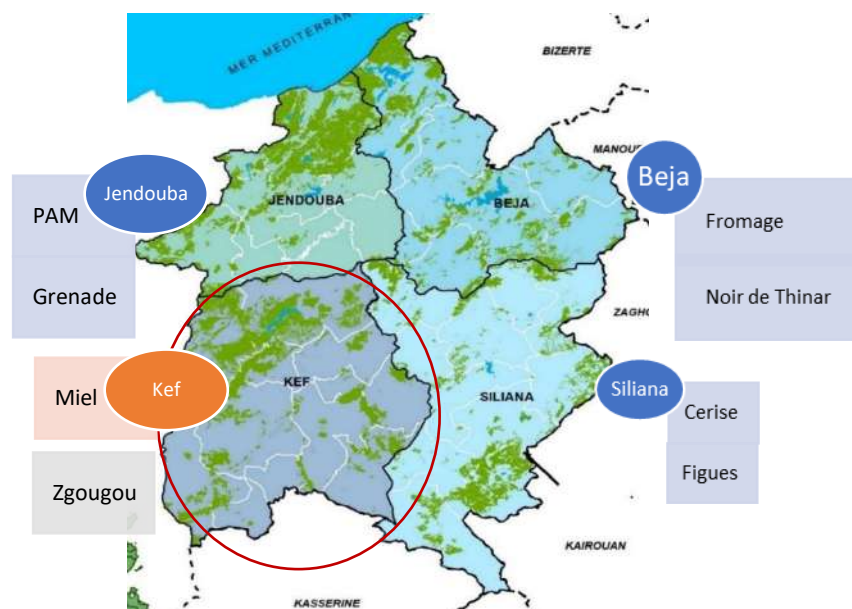 MER MEDITERRAN
BIZERTE
MANOU
Jendouba
Beja
PAM
JENDOUBA
BEJA
Fromage
Grenade
Noir de Thinar
ZAGHO
Miel
Kef
KEF
SILIANA
Siliana
Cerise
Zgougou
Figues
KAIROUAN
KASSERINE